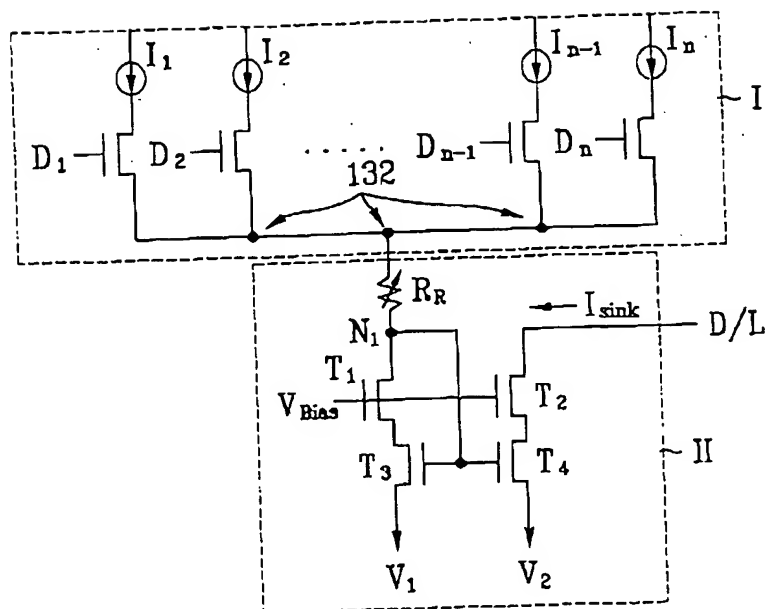 I₁ I₂ Iₙ₋₁ Iₙ
I
D₁ D₂ ..... Dₙ₋₁ Dₙ
132
R_R
I_sink
D/L
N₁
T₁
V_Bias
T₂
T₃
T₄
II
V₁ V₂